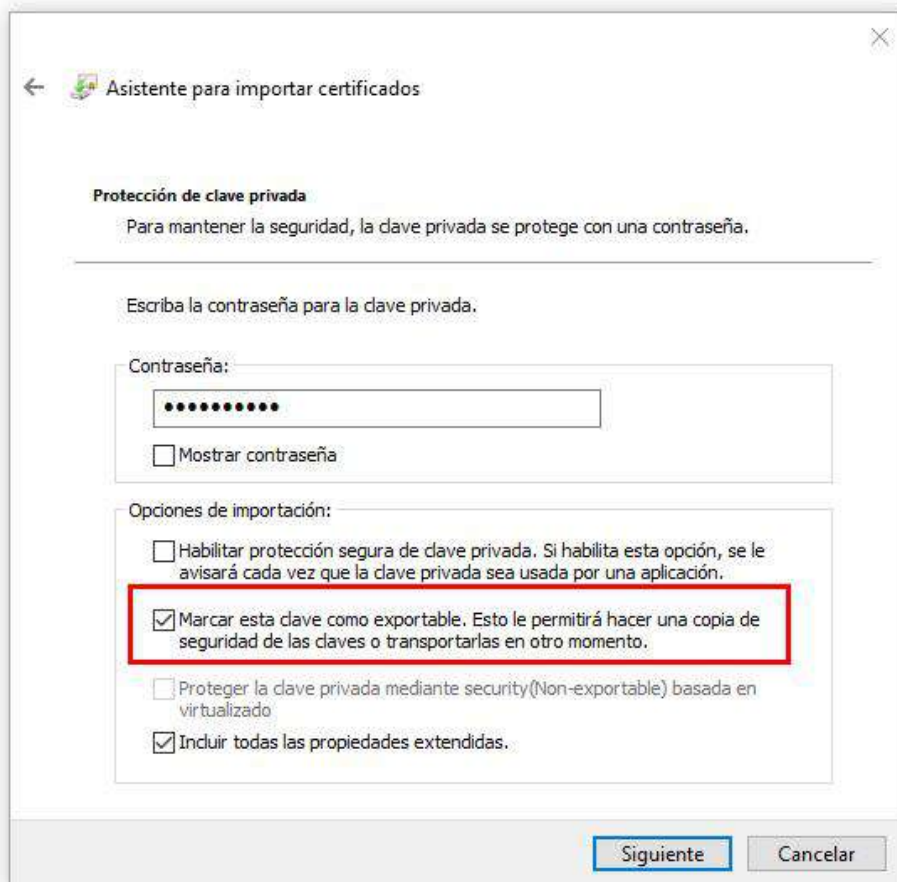 Asistente para importar certificados
Protección de clave privada
Para mantener la seguridad, la clave privada se protege con una contraseña.
Escriba la contraseña para la clave privada.
Contraseña:
••••••••••
Mostrar contraseña
Opciones de importación:
Habilitar protección segura de clave privada. Si habilita esta opción, se le
avisará cada vez que la clave privada sea usada por una aplicación.
Marcar esta clave como exportable. Esto le permitirá hacer una copia de
seguridad de las claves o transportarlas en otro momento.
Proteger la clave privada mediante security(Non-exportable) basada en
virtualizado
Incluir todas las propiedades extendidas.
Siguiente
Cancelar